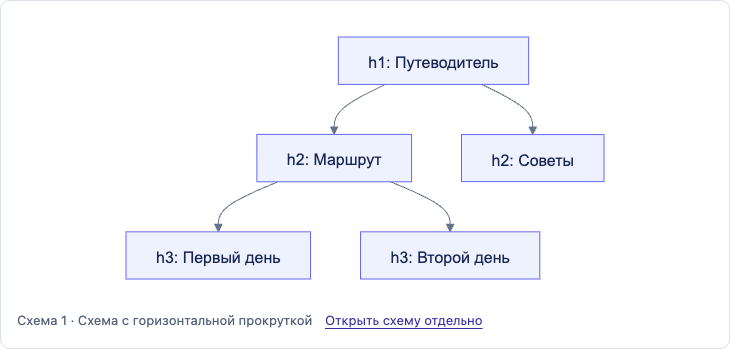 h1: Путеводитель
h2: Маршрут
h2: Советы
h3: Первый день
h3: Второй день
Схема 1 · Схема с горизонтальной прокруткой Открыть схему отдельно